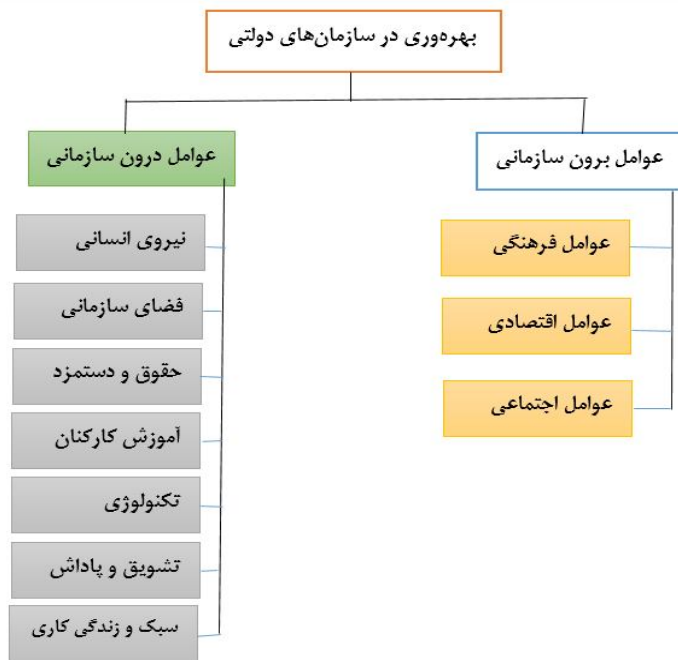 بهره‌وری در سازمان‌های دولتی
عوامل برون سازمانی
عوامل فرهنگی
عوامل اقتصادی
عوامل اجتماعی
عوامل درون سازمانی
نیروی انسانی
فضای سازمانی
حقوق و دستمزد
آموزش کارکنان
تکنولوژی
تشویق و پاداش
سبک و زندگی کاری